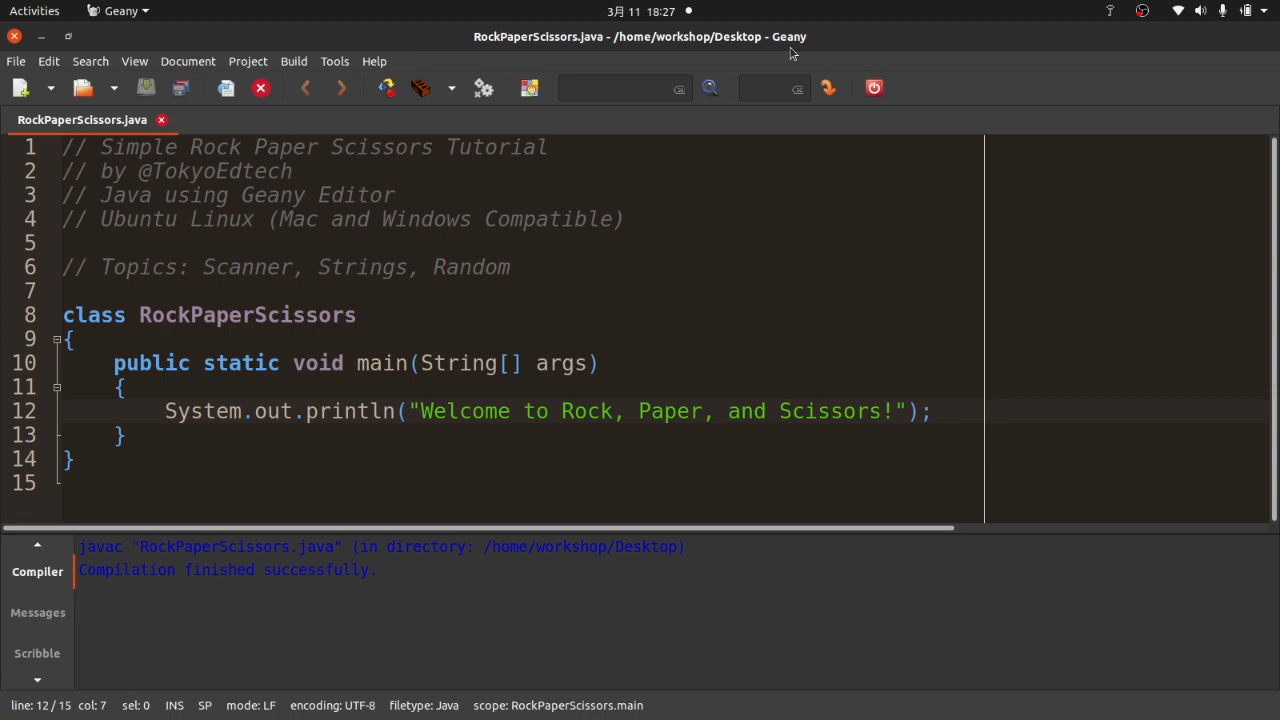 Activities Geany 3月 11 18:27
RockPaperScissors.java - /home/workshop/Desktop - Geany
File Edit Search View Document Project Build Tools Help
RockPaperScissors.java
1 // Simple Rock Paper Scissors Tutorial
2 // by @TokyoEdtech
3 // Java using Geany Editor
4 // Ubuntu Linux (Mac and Windows Compatible)
5
6 // Topics: Scanner, Strings, Random
7
8 class RockPaperScissors
9 {
10 public static void main(String[] args)
11 {
12 System.out.println("Welcome to Rock, Paper, and Scissors!");
13 }
14 }
15
javac "RockPaperScissors.java" (in directory: /home/workshop/Desktop)
Compiler Compilation finished successfully.
Messages
Scribble
line: 12 / 15 col: 7 sel: 0 INS SP mode: LF encoding: UTF-8 filetype: Java scope: RockPaperScissors.main